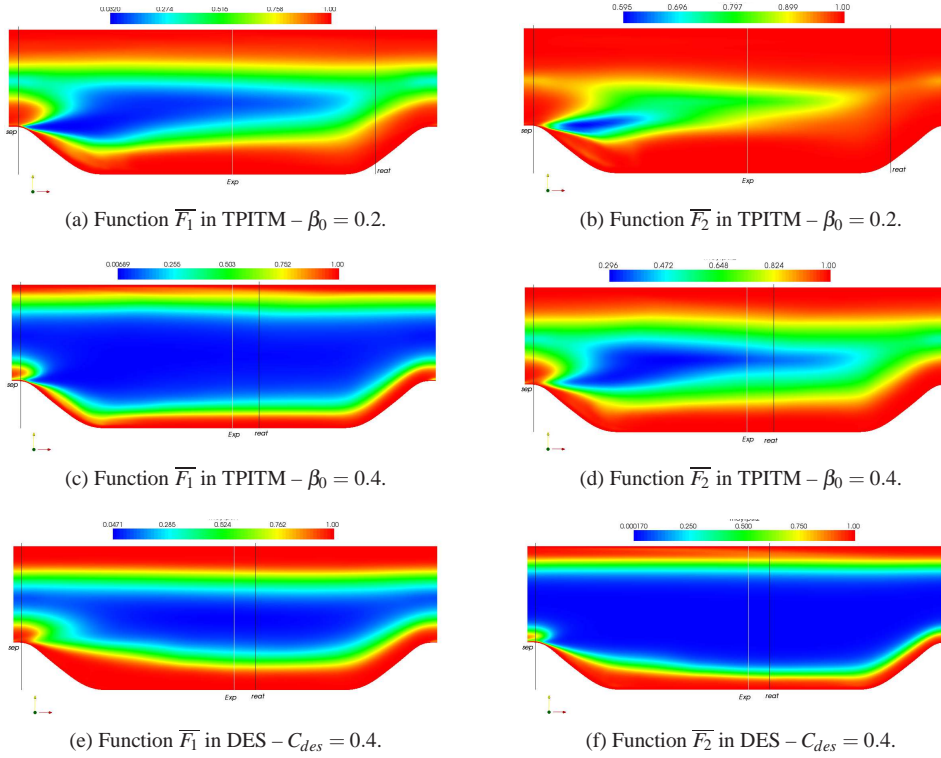 0.0320 0.274 0.516 0.758 1.00
0.595 0.696 0.797 0.899 1.00
sep
Exp
reat
sep
Exp
reat
(a) Function $\overline{F_1}$ in TPITM – $\beta_0 = 0.2$.
(b) Function $\overline{F_2}$ in TPITM – $\beta_0 = 0.2$.
0.00689 0.255 0.503 0.752 1.00
0.296 0.472 0.648 0.824 1.00
sep
Exp
reat
sep
Exp
reat
(c) Function $\overline{F_1}$ in TPITM – $\beta_0 = 0.4$.
(d) Function $\overline{F_2}$ in TPITM – $\beta_0 = 0.4$.
0.0471 0.285 0.524 0.762 1.00
0.000170 0.250 0.500 0.750 1.00
sep
Exp
reat
sep
Exp
reat
(e) Function $\overline{F_1}$ in DES – $C_{des} = 0.4$.
(f) Function $\overline{F_2}$ in DES – $C_{des} = 0.4$.